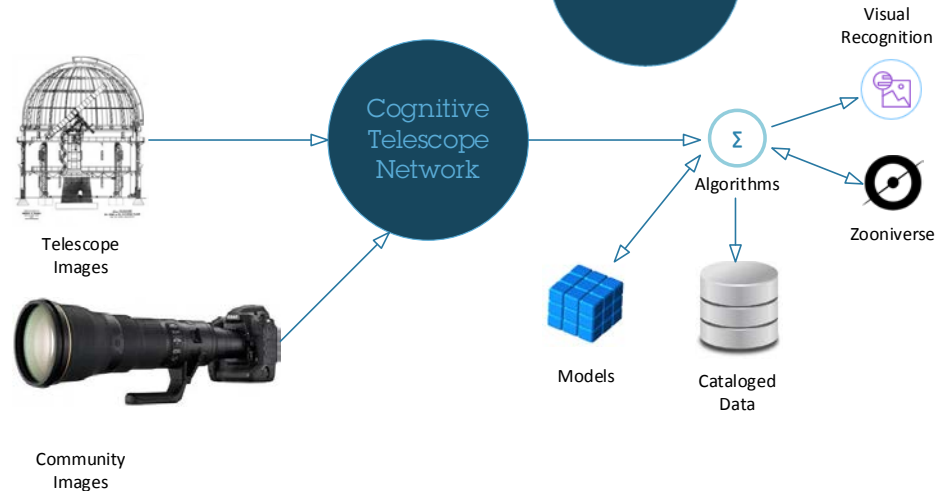 Visual
Recognition
Cognitive
Telescope
Network
Σ
Algorithms
Zooniverse
Telescope
Images
Models
Cataloged
Data
Community
Images